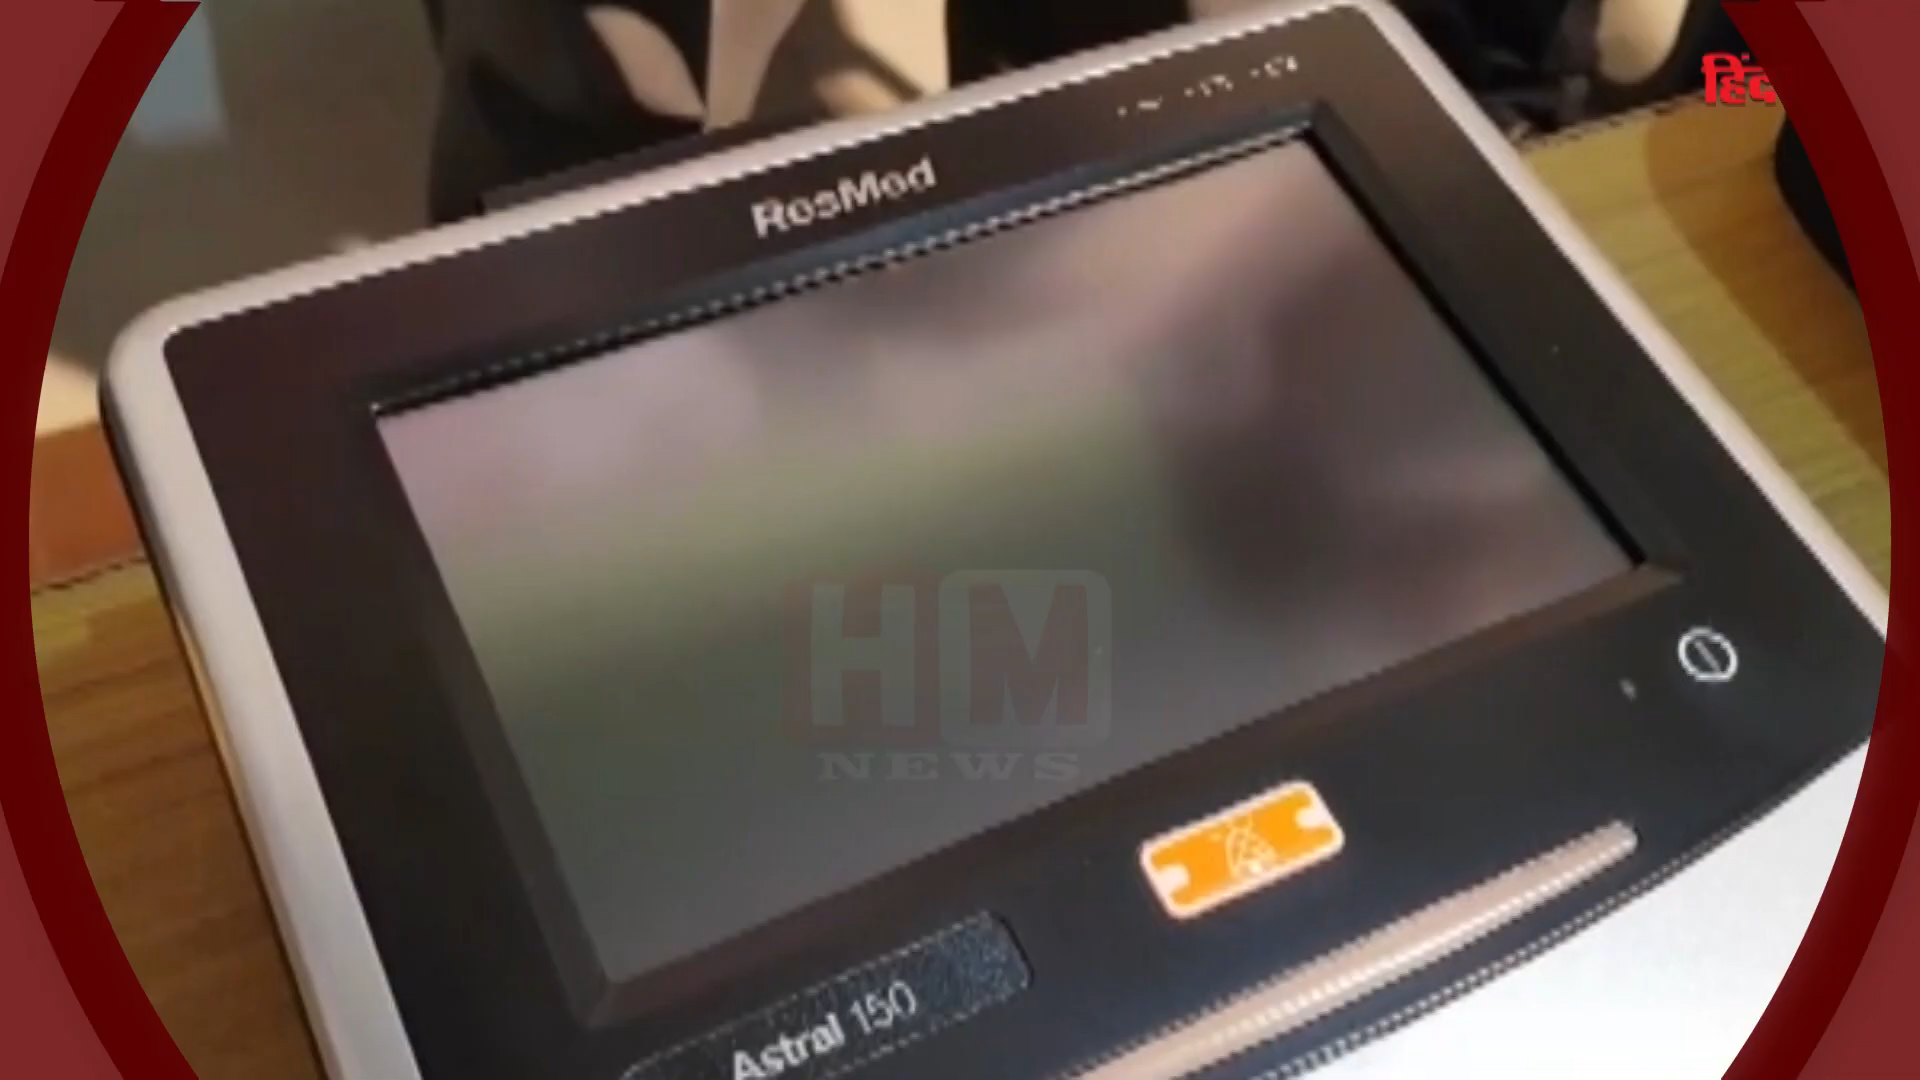 हिंद
ResMed
HM
NEWS
Astral 150